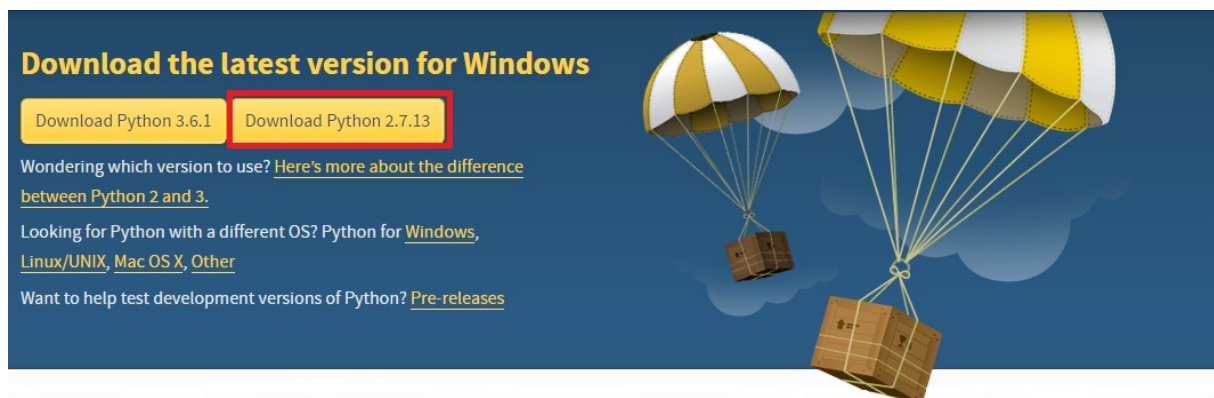 Download the latest version for Windows
Download Python 3.6.1 Download Python 2.7.13
Wondering which version to use? Here's more about the difference
between Python 2 and 3.
Looking for Python with a different OS? Python for Windows,
Linux/UNIX, Mac OS X, Other
Want to help test development versions of Python? Pre-releases